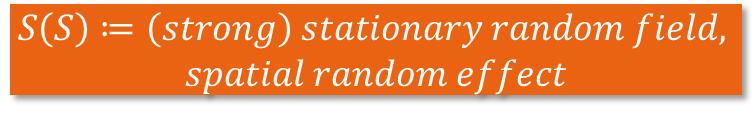 S(S) ≔ (strong) stationary random field,
spatial random effect